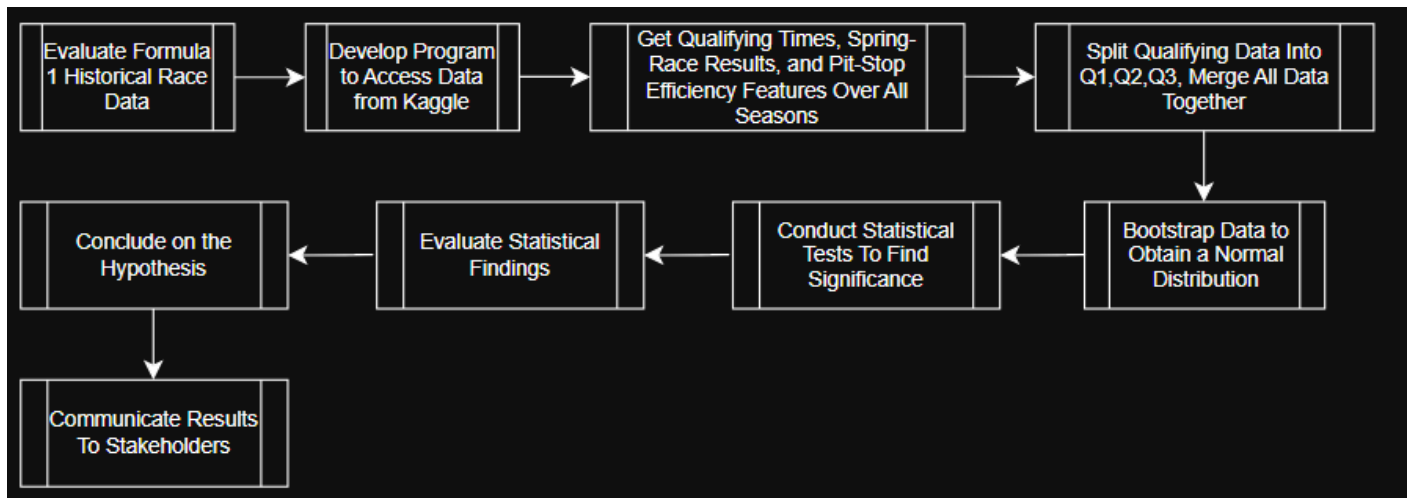 Evaluate Formula
1 Historical Race
Data
Develop Program
to Access Data
from Kaggle
Get Qualifying Times, Spring-
Race Results, and Pit-Stop
Efficiency Features Over All
Seasons
Split Qualifying Data Into
Q1,Q2,Q3, Merge All Data
Together
Bootstrap Data to
Obtain a Normal
Distribution
Conduct Statistical
Tests To Find
Significance
Evaluate Statistical
Findings
Conclude on the
Hypothesis
Communicate Results
To Stakeholders